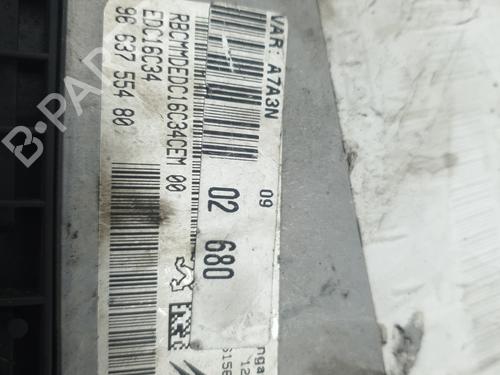 VAR: A7A3N
09
02 680
RBCMMDEDC16C34CEM 00
EDC16C34
96 637 554 80
B-PARTS